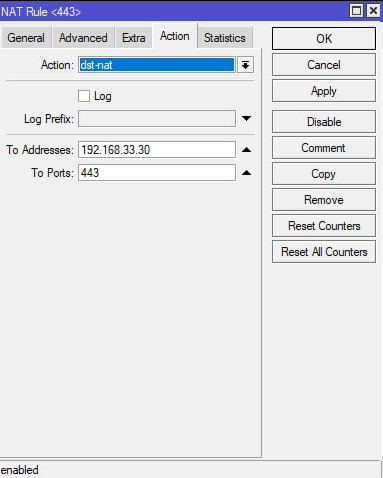 NAT Rule <443>
General Advanced Extra Action Statistics
OK
Action: dst-nat
Cancel
Log
Apply
Log Prefix:
Disable
To Addresses: 192.168.33.30
Comment
To Ports: 443
Copy
Remove
Reset Counters
Reset All Counters
enabled